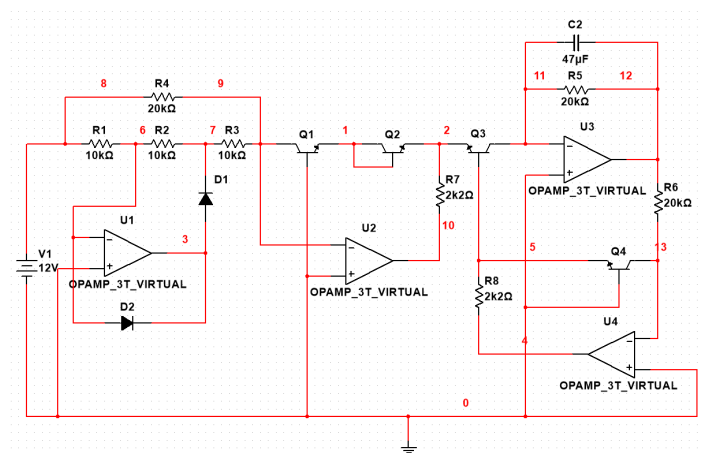 C2
47µF
8
R4
20kΩ
9
11
R5
20kΩ
12
R1
10kΩ
6
R2
10kΩ
7
R3
10kΩ
Q1
1
Q2
2
Q3
U3
OPAMP_3T_VIRTUAL
D1
R7
2k2Ω
R6
20kΩ
U1
3
OPAMP_3T_VIRTUAL
V1
12V
10
U2
OPAMP_3T_VIRTUAL
5
Q4
13
R8
2k2Ω
D2
4
U4
OPAMP_3T_VIRTUAL
0